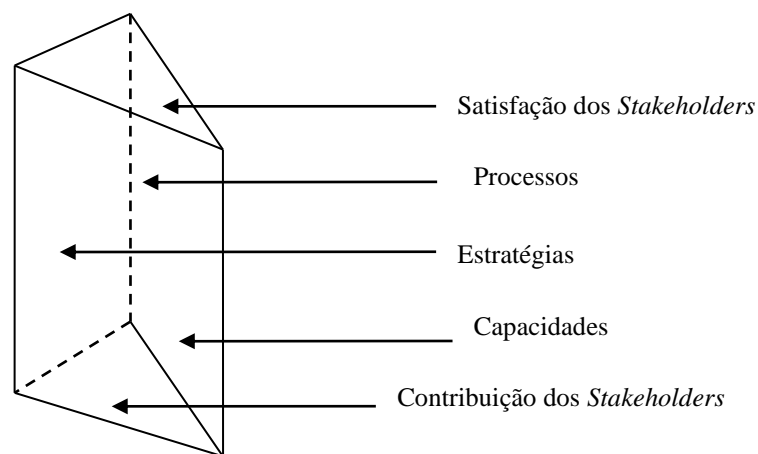 Satisfação dos Stakeholders
Processos
Estratégias
Capacidades
Contribuição dos Stakeholders